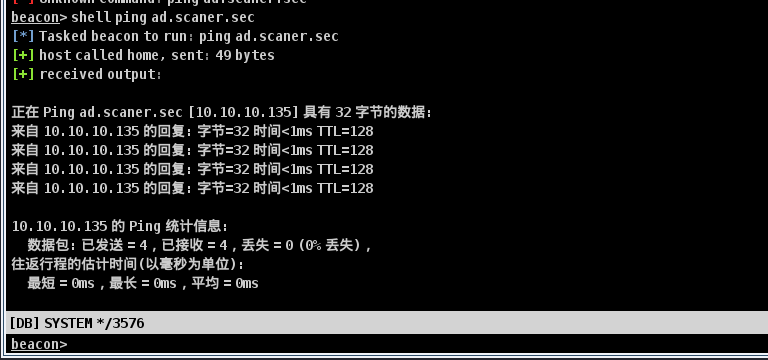 beacon> shell ping ad.scaner.sec
[*] Tasked beacon to run: ping ad.scaner.sec
[+] host called home, sent: 49 bytes
[+] received output:
正在 Ping ad.scaner.sec [10.10.10.135] 具有 32 字节的数据:
来自 10.10.10.135 的回复: 字节=32 时间<1ms TTL=128
来自 10.10.10.135 的回复: 字节=32 时间<1ms TTL=128
来自 10.10.10.135 的回复: 字节=32 时间<1ms TTL=128
来自 10.10.10.135 的回复: 字节=32 时间<1ms TTL=128
10.10.10.135 的 Ping 统计信息:
数据包: 已发送 = 4，已接收 = 4，丢失 = 0 (0% 丢失)，
往返行程的估计时间(以毫秒为单位):
最短 = 0ms，最长 = 0ms，平均 = 0ms
[DB] SYSTEM */3576
beacon>